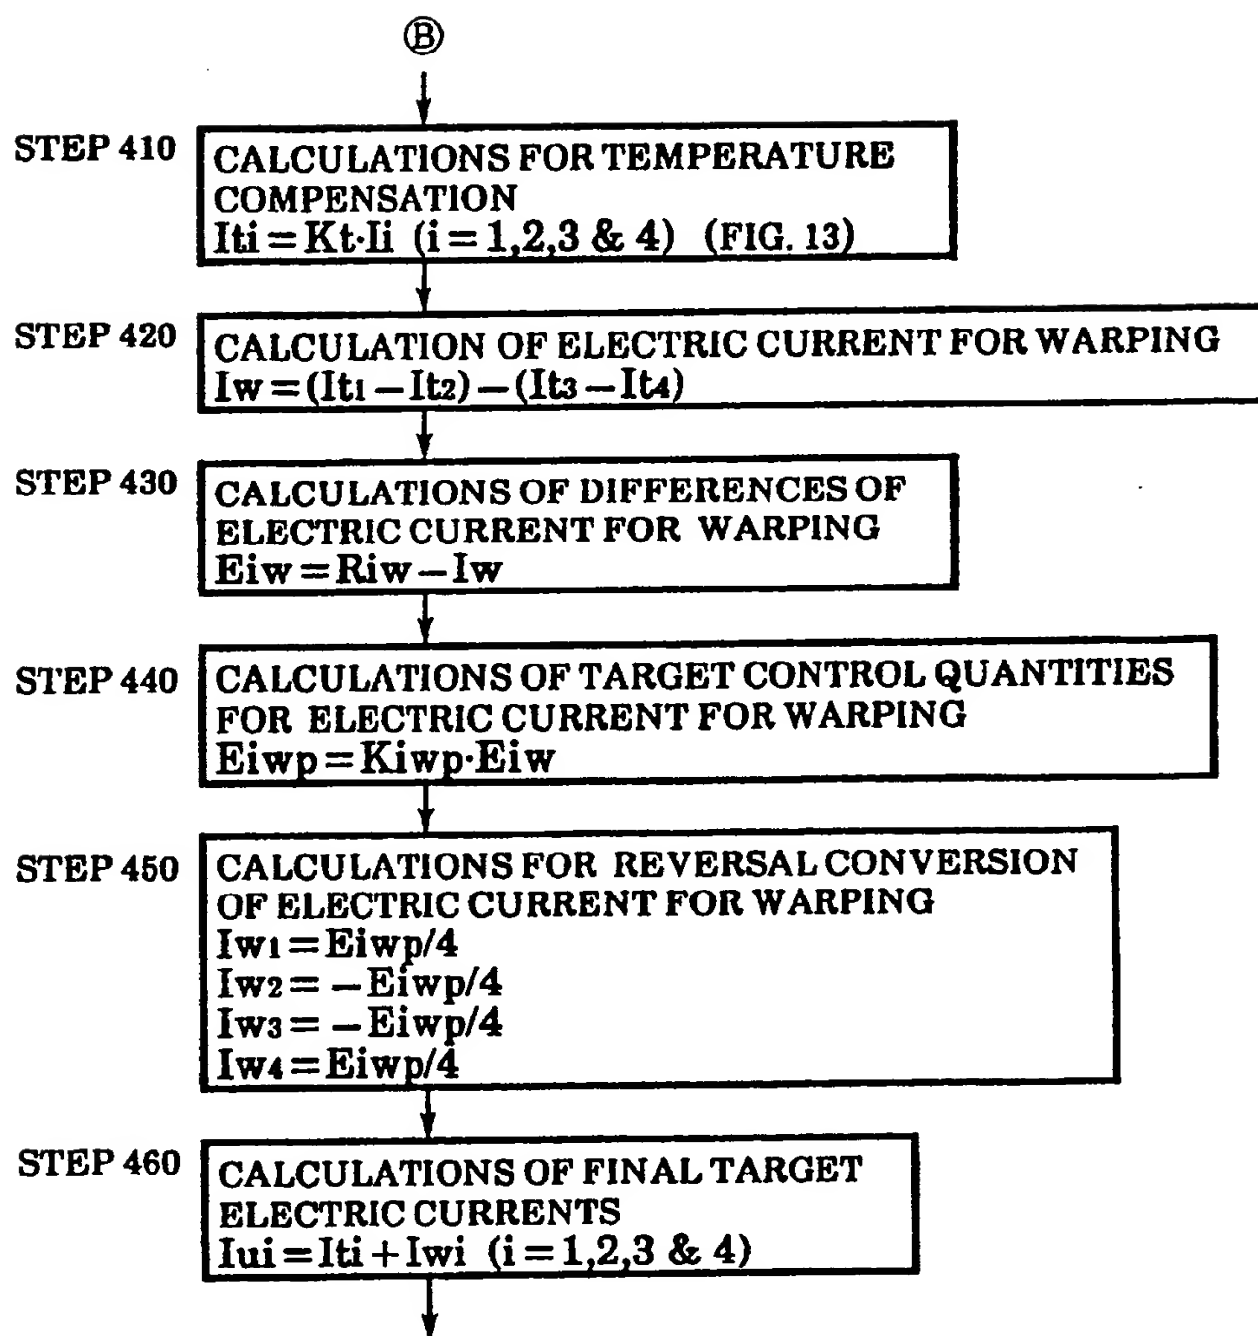 Ⓑ
STEP 410
CALCULATIONS FOR TEMPERATURE
COMPENSATION
Iti = Kt·Ii (i = 1,2,3 & 4) (FIG. 13)
STEP 420
CALCULATION OF ELECTRIC CURRENT FOR WARPING
Iw = (It1 − It2) − (It3 − It4)
STEP 430
CALCULATIONS OF DIFFERENCES OF
ELECTRIC CURRENT FOR WARPING
Eiw = Riw − Iw
STEP 440
CALCULATIONS OF TARGET CONTROL QUANTITIES
FOR ELECTRIC CURRENT FOR WARPING
Eiwp = Kiwp·Eiw
STEP 450
CALCULATIONS FOR REVERSAL CONVERSION
OF ELECTRIC CURRENT FOR WARPING
Iw1 = Eiwp/4
Iw2 = − Eiwp/4
Iw3 = − Eiwp/4
Iw4 = Eiwp/4
STEP 460
CALCULATIONS OF FINAL TARGET
ELECTRIC CURRENTS
Iui = Iti + Iwi (i = 1,2,3 & 4)